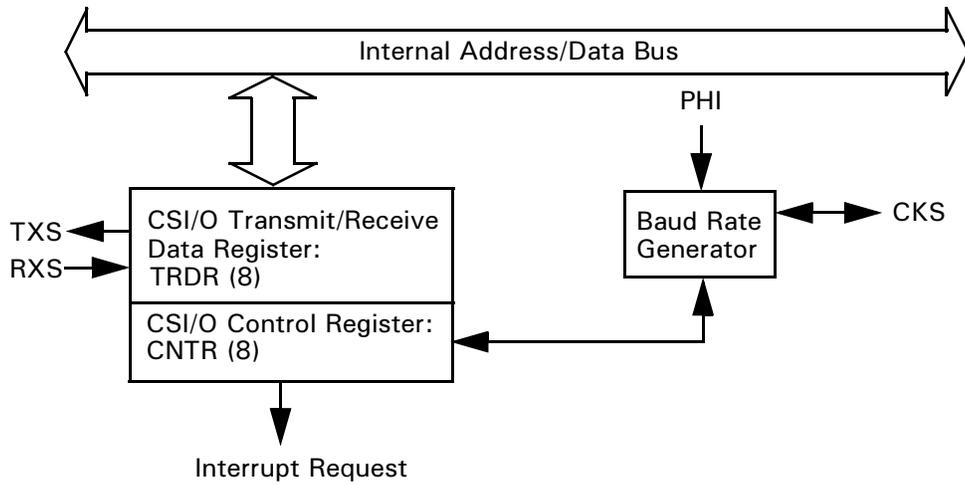 Internal Address/Data Bus
PHI
TXS
RXS
CSI/O Transmit/Receive
Data Register:
TRDR (8)
CSI/O Control Register:
CNTR (8)
Baud Rate
Generator
CKS
Interrupt Request